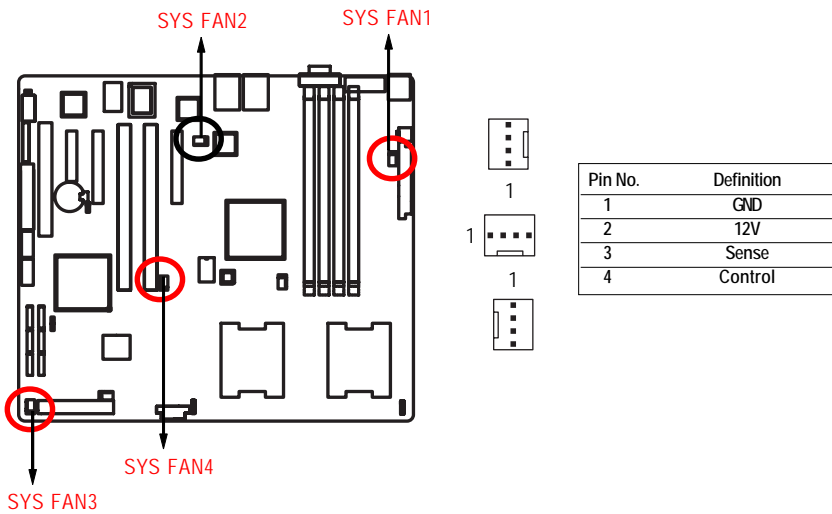 SYS FAN2
SYS FAN1
1
1
1
Pin No. Definition
1 GND
2 12V
3 Sense
4 Control
SYS FAN4
SYS FAN3